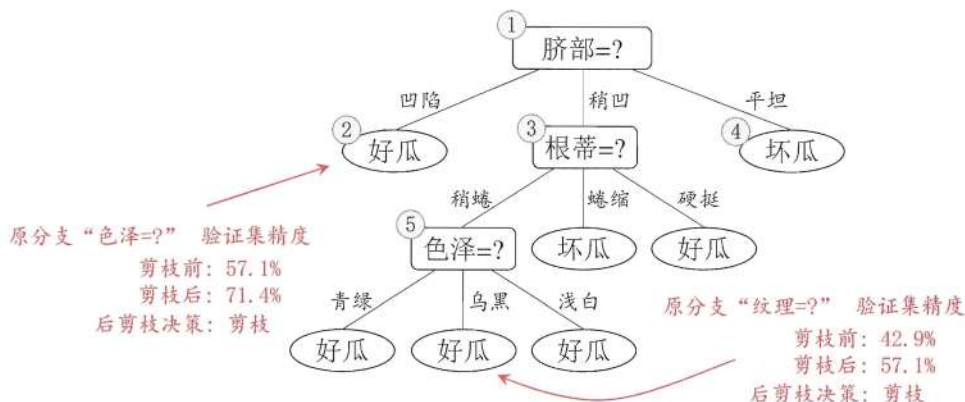 ①
脐部=?
凹陷
稍凹
平坦
②
好瓜
③
根蒂=?
④
坏瓜
稍蜷
蜷缩
硬挺
⑤
色泽=?
坏瓜
好瓜
原分支“色泽=?” 验证集精度
剪枝前: 57.1%
剪枝后: 71.4%
后剪枝决策: 剪枝
青绿
乌黑
浅白
好瓜
好瓜
好瓜
原分支“纹理=?” 验证集精度
剪枝前: 42.9%
剪枝后: 57.1%
后剪枝决策: 剪枝